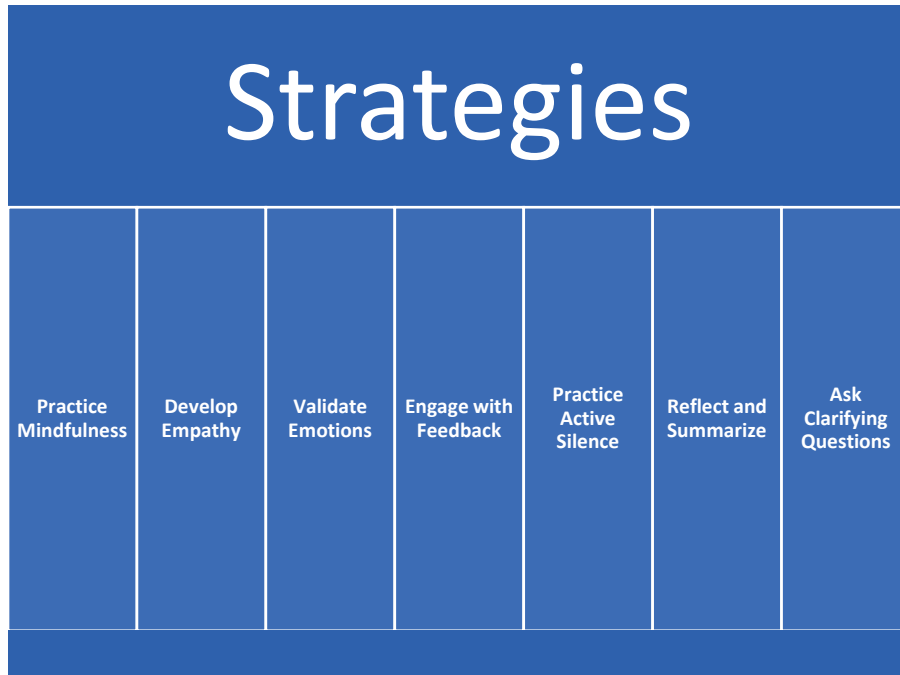 Strategies
Practice
Mindfulness
Develop
Empathy
Validate
Emotions
Engage with
Feedback
Practice
Active
Silence
Reflect and
Summarize
Ask
Clarifying
Questions